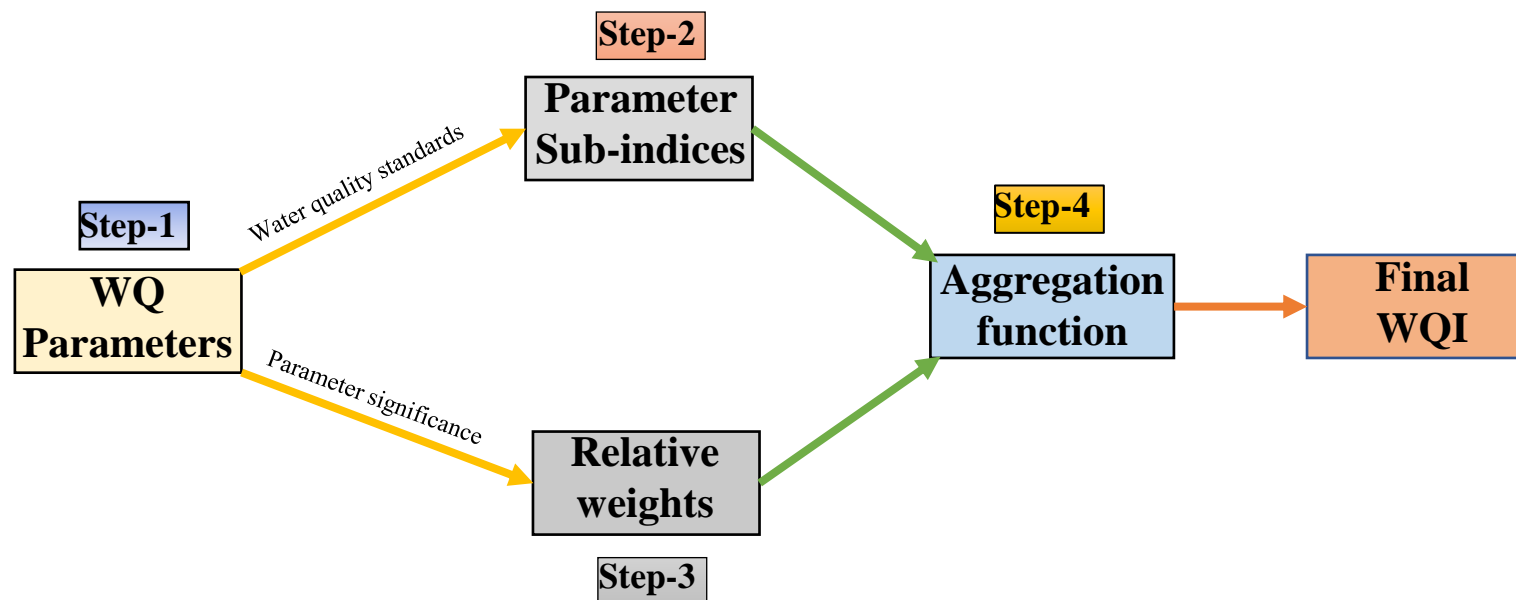 Step-1
WQ
Parameters
Water quality standards
Parameter significance
Step-2
Parameter
Sub-indices
Relative
weights
Step-3
Step-4
Aggregation
function
Final
WQI